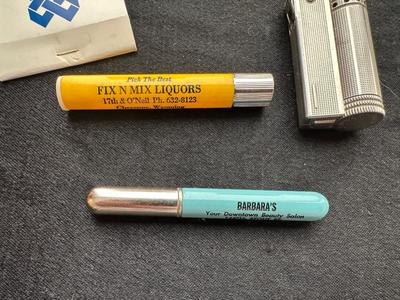 Pick The Best
FIX N MIX LIQUORS
17th & O'Neil Ph. 632-8123
Cheyenne, Wyoming
BARBARA'S
Your Downtown Beauty Salon